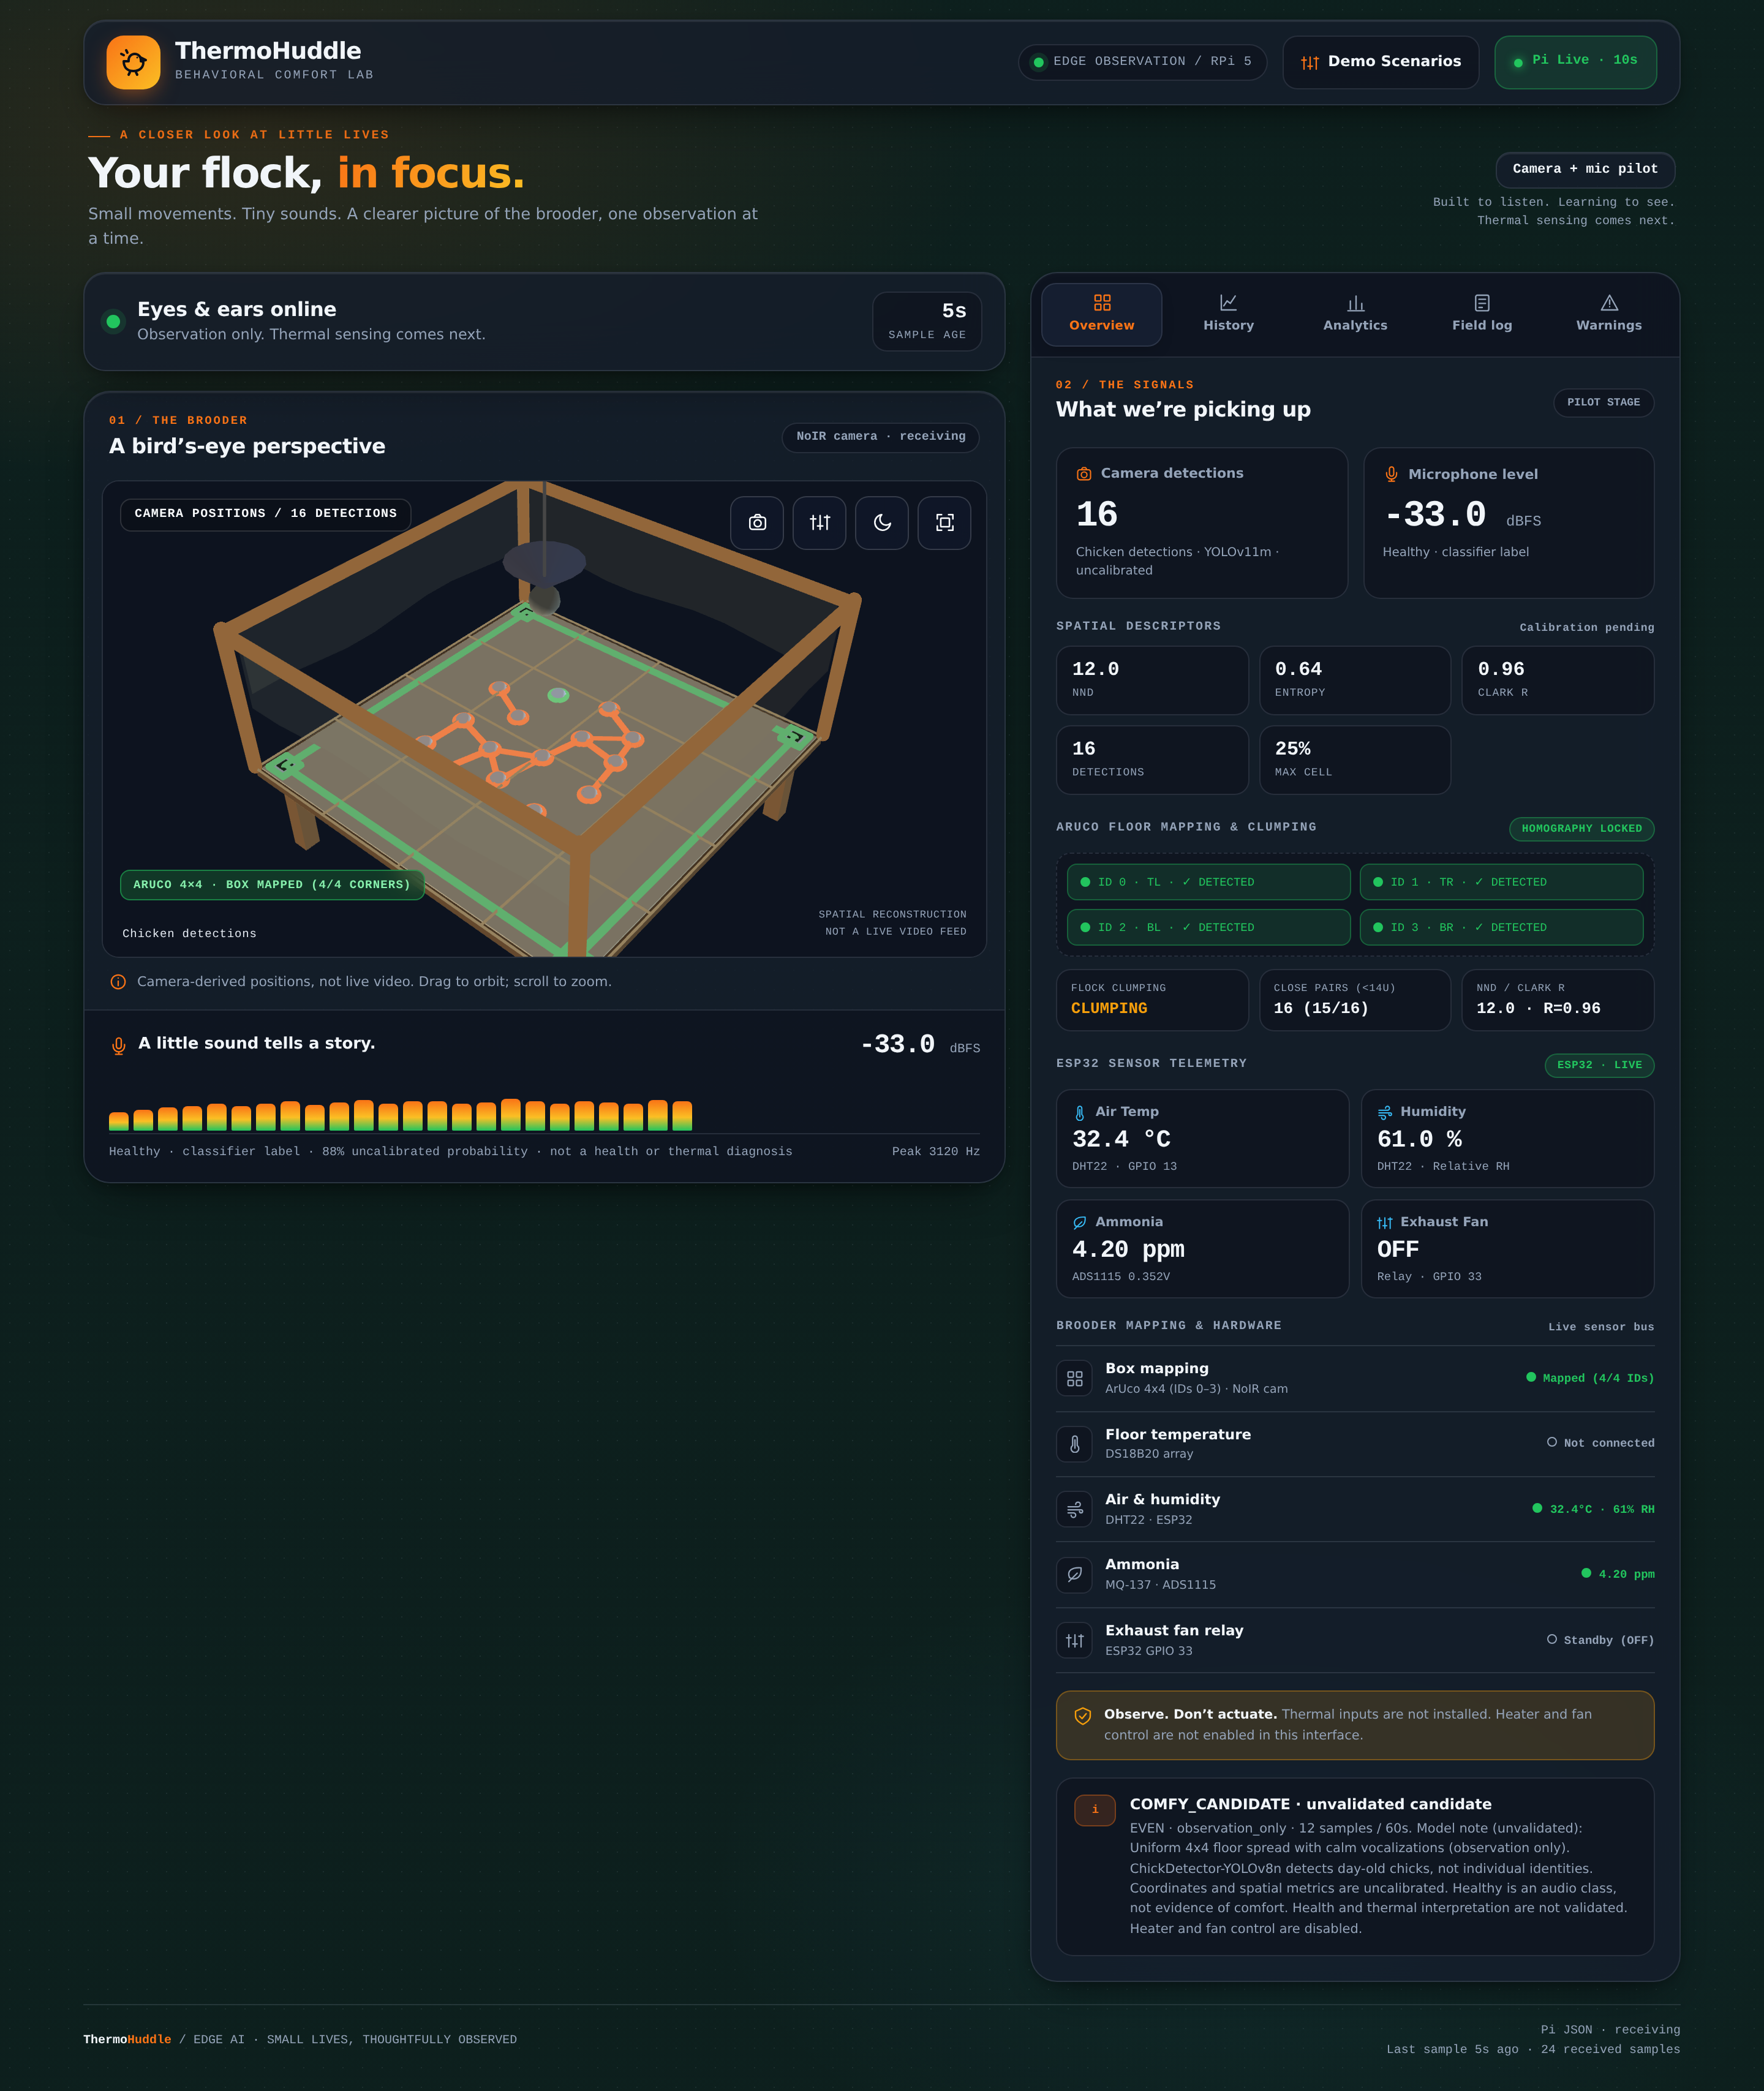 ThermoHuddle
BEHAVIORAL COMFORT LAB
EDGE OBSERVATION / RPi 5
Demo Scenarios
Pi Live · 10s
A CLOSER LOOK AT LITTLE LIVES
Your flock, in focus.
Small movements. Tiny sounds. A clearer picture of the brooder, one observation at
a time.
Camera + mic pilot
Built to listen. Learning to see.
Thermal sensing comes next.
Eyes & ears online
Observation only. Thermal sensing comes next.
5s
SAMPLE AGE
01 / THE BROODER
A bird’s-eye perspective
NoIR camera · receiving
CAMERA POSITIONS / 16 DETECTIONS
ARUCO 4×4 · BOX MAPPED (4/4 CORNERS)
Chicken detections
SPATIAL RECONSTRUCTION
NOT A LIVE VIDEO FEED
Camera-derived positions, not live video. Drag to orbit; scroll to zoom.
A little sound tells a story.
-33.0 dBFS
Healthy · classifier label · 88% uncalibrated probability · not a health or thermal diagnosis
Peak 3120 Hz
Overview
History
Analytics
Field log
Warnings
02 / THE SIGNALS
What we’re picking up
PILOT STAGE
Camera detections
16
Chicken detections · YOLOv11m ·
uncalibrated
Microphone level
-33.0 dBFS
Healthy · classifier label
SPATIAL DESCRIPTORS
Calibration pending
12.0
NND
0.64
ENTROPY
0.96
CLARK R
16
DETECTIONS
25%
MAX CELL
ARUCO FLOOR MAPPING & CLUMPING
HOMOGRAPHY LOCKED
ID 0 · TL · ✓ DETECTED
ID 1 · TR · ✓ DETECTED
ID 2 · BL · ✓ DETECTED
ID 3 · BR · ✓ DETECTED
FLOCK CLUMPING
CLUMPING
CLOSE PAIRS (<14U)
16 (15/16)
NND / CLARK R
12.0 · R=0.96
ESP32 SENSOR TELEMETRY
ESP32 · LIVE
Air Temp
32.4 °C
DHT22 · GPIO 13
Humidity
61.0 %
DHT22 · Relative RH
Ammonia
4.20 ppm
ADS1115 0.352V
Exhaust Fan
OFF
Relay · GPIO 33
BROODER MAPPING & HARDWARE
Live sensor bus
Box mapping
ArUco 4x4 (IDs 0–3) · NoIR cam
Mapped (4/4 IDs)
Floor temperature
DS18B20 array
Not connected
Air & humidity
DHT22 · ESP32
32.4°C · 61% RH
Ammonia
MQ-137 · ADS1115
4.20 ppm
Exhaust fan relay
ESP32 GPIO 33
Standby (OFF)
Observe. Don’t actuate. Thermal inputs are not installed. Heater and fan
control are not enabled in this interface.
i
COMFY_CANDIDATE · unvalidated candidate
EVEN · observation_only · 12 samples / 60s. Model note (unvalidated):
Uniform 4x4 floor spread with calm vocalizations (observation only).
ChickDetector-YOLOv8n detects day-old chicks, not individual identities.
Coordinates and spatial metrics are uncalibrated. Healthy is an audio class,
not evidence of comfort. Health and thermal interpretation are not validated.
Heater and fan control are disabled.
ThermoHuddle / EDGE AI · SMALL LIVES, THOUGHTFULLY OBSERVED
Pi JSON · receiving
Last sample 5s ago · 24 received samples